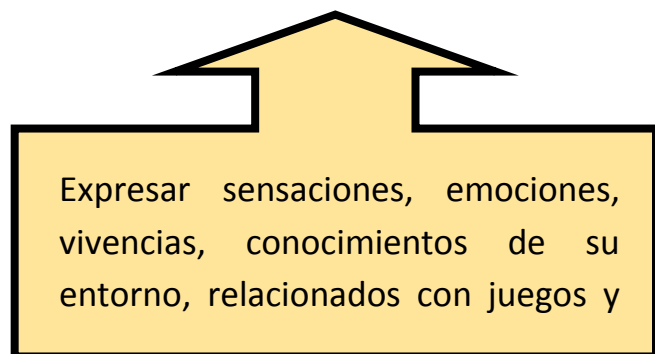 Expresar sensaciones, emociones,
vivencias, conocimientos de su
entorno, relacionados con juegos y